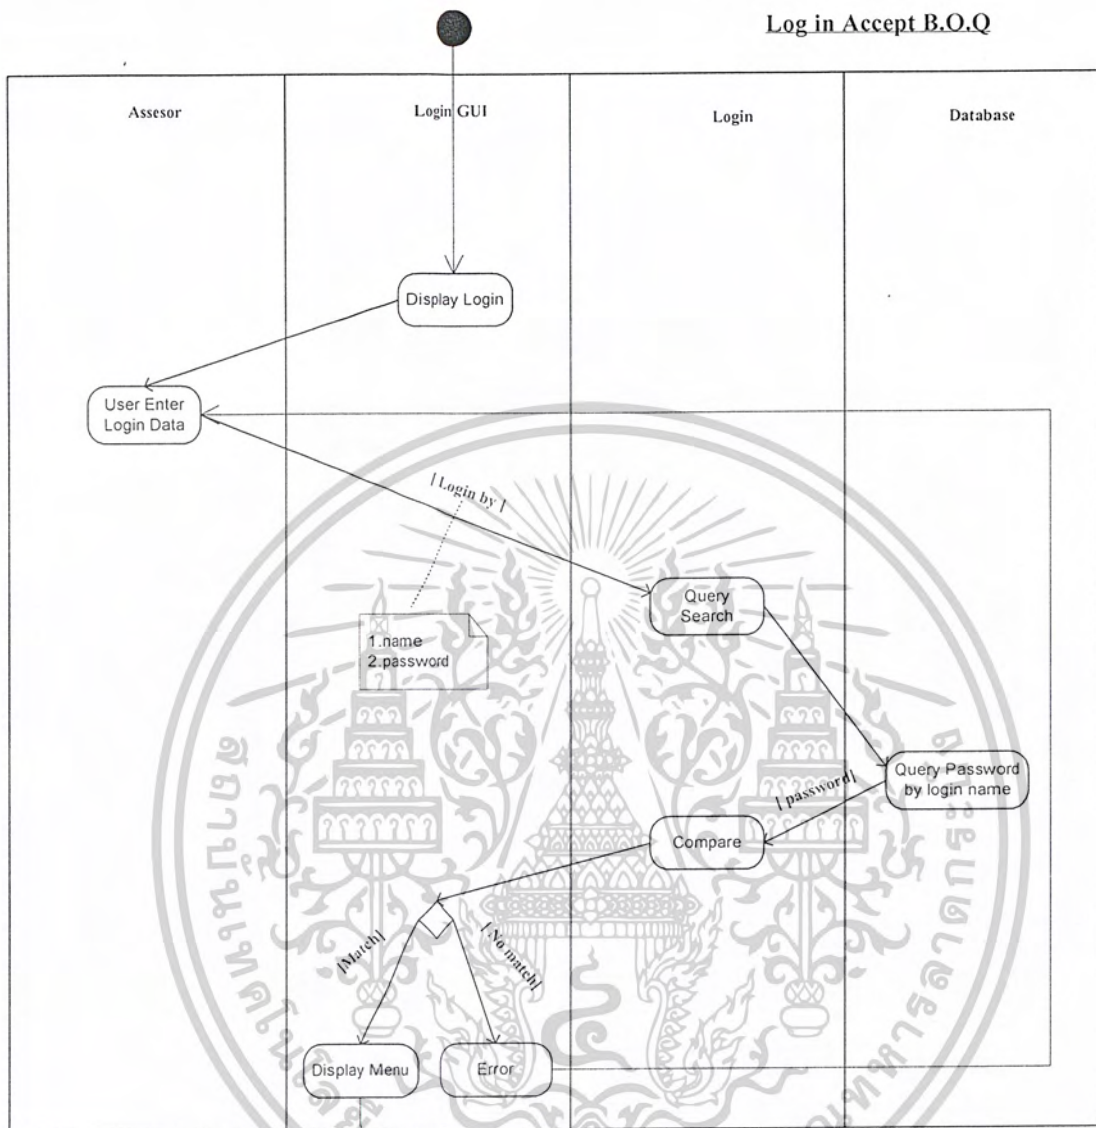 Log in Accept B.O.Q
Assesor
Login GUI
Login
Database
Display Login
User Enter
Login Data
[ Login by ]
1.name
2.password
Query
Search
Query Password
by login name
[ password]
Compare
[Match]
[ No match]
Display Menu
Error